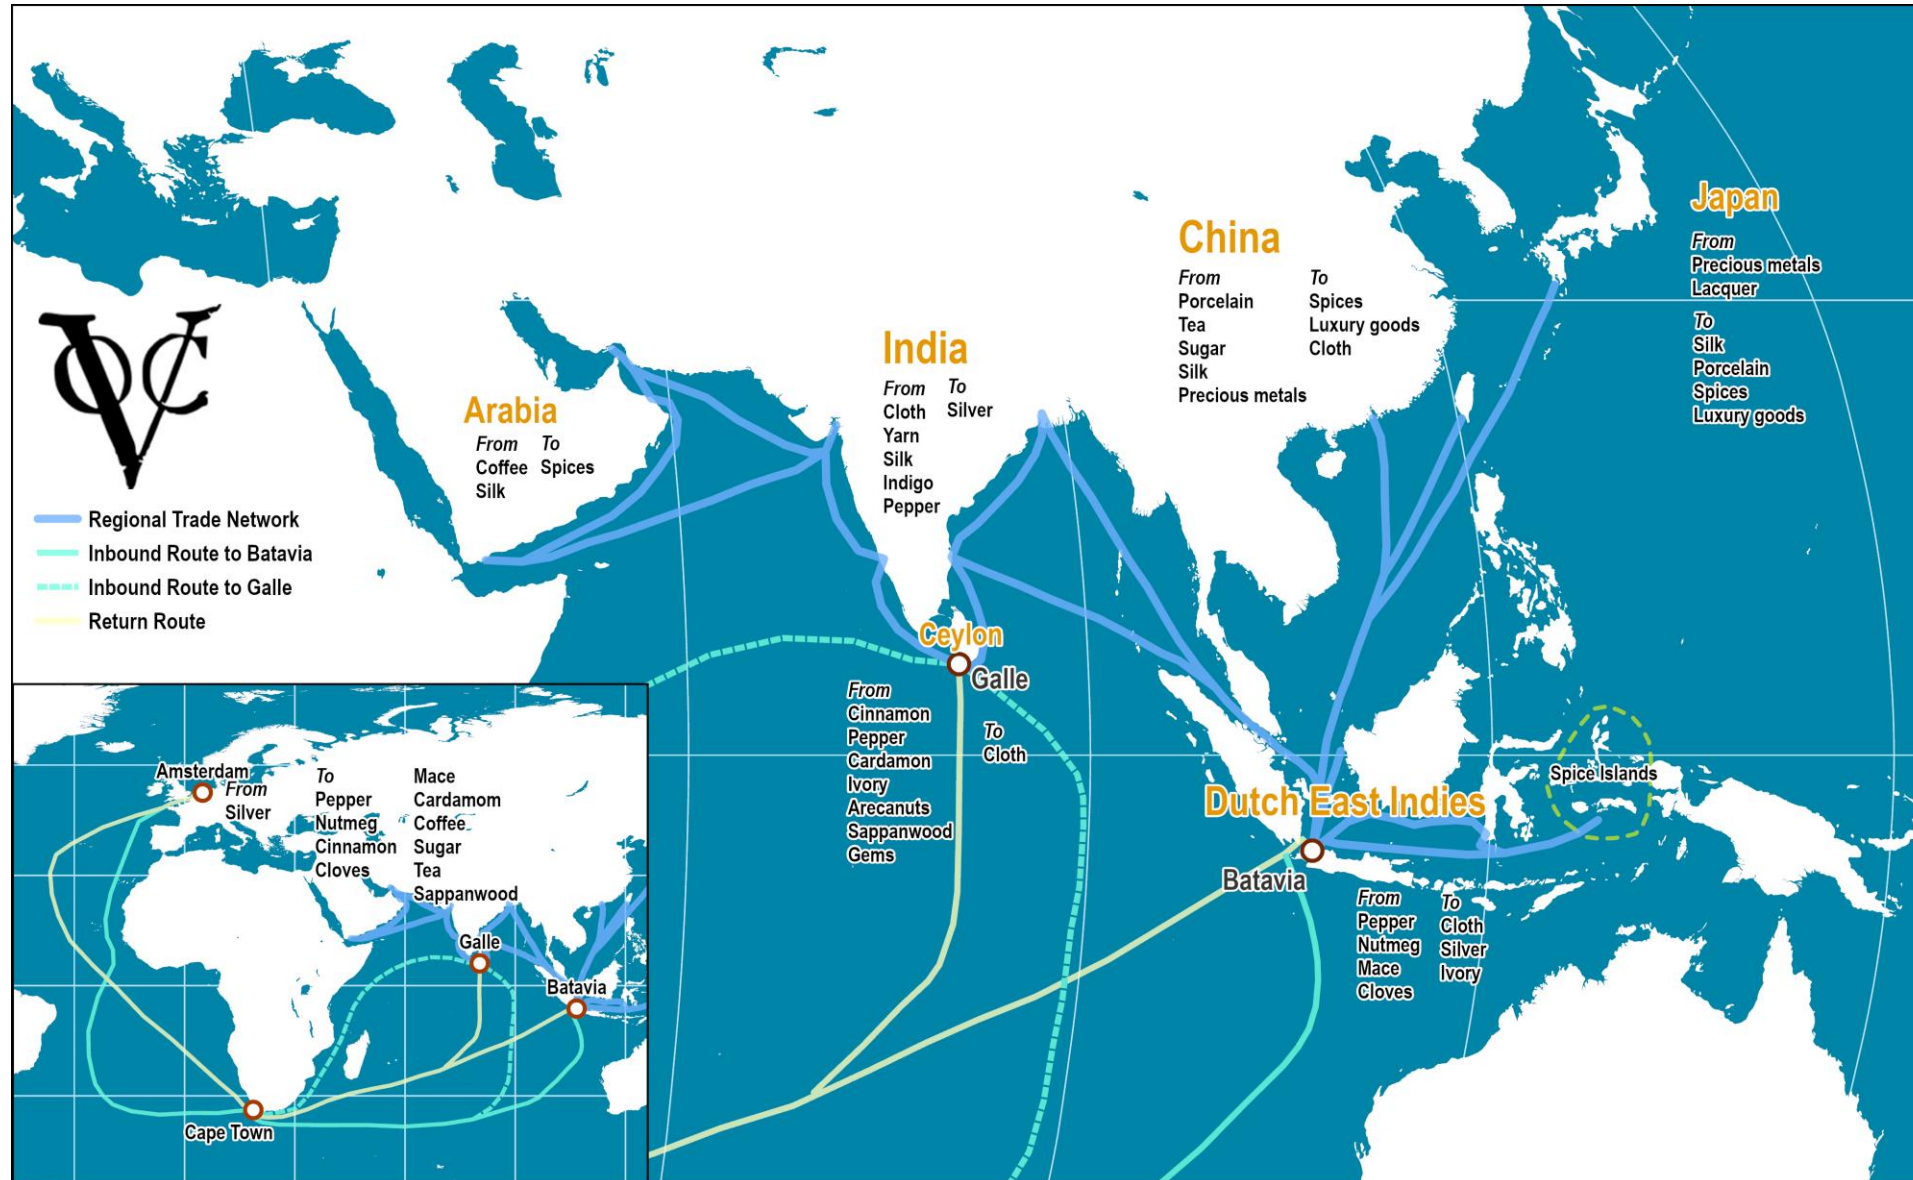 VOC
Regional Trade Network
Inbound Route to Batavia
Inbound Route to Galle
Return Route
Arabia
From
Coffee
Silk
To
Spices
India
From
Cloth
Yarn
Silk
Indigo
Pepper
To
Silver
China
From
Porcelain
Tea
Sugar
Silk
Precious metals
To
Spices
Luxury goods
Cloth
Japan
From
Precious metals
Lacquer
To
Silk
Porcelain
Spices
Luxury goods
Ceylon
Galle
From
Cinnamon
Pepper
Cardamon
Ivory
Arecanuts
Sappanwood
Gems
To
Cloth
Spice Islands
Dutch East Indies
Batavia
From
Pepper
Nutmeg
Mace
Cloves
To
Cloth
Silver
Ivory
Amsterdam
From
Silver
To
Pepper
Nutmeg
Cinnamon
Cloves
Mace
Cardamom
Coffee
Sugar
Tea
Sappanwood
Galle
Batavia
Cape Town